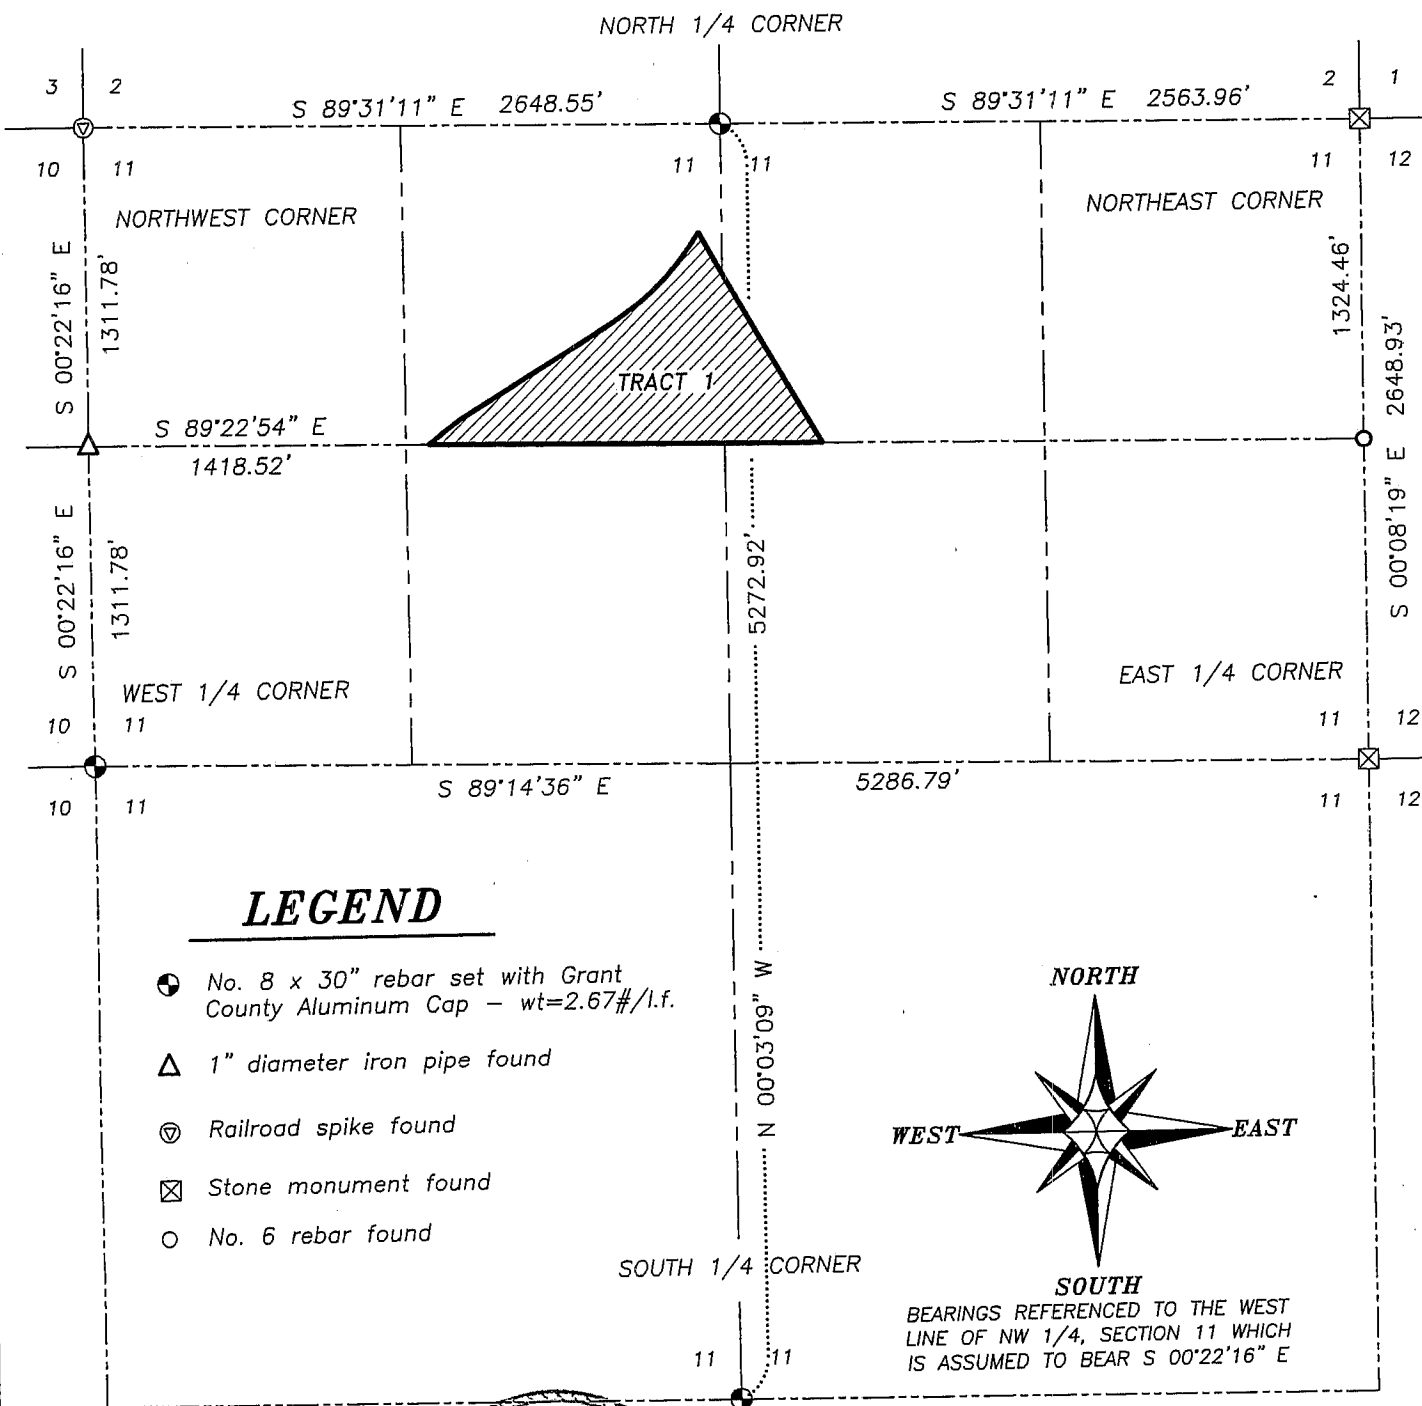 NORTH 1/4 CORNER
3 2
2 1
S 89°31'11" E 2648.55'
S 89°31'11" E 2563.96'
10 11
11 11
11 12
NORTHWEST CORNER
NORTHEAST CORNER
S 00°22'16" E
1311.78'
1324.46'
S 00°08'19" E 2648.93'
TRACT 1
S 89°22'54" E
1418.52'
S 00°22'16" E
1311.78'
5272.92'
N 00°03'09" W
WEST 1/4 CORNER
EAST 1/4 CORNER
10 11
11 12
S 89°14'36" E
5286.79'
10 11
11 12
LEGEND
No. 8 x 30" rebar set with Grant
County Aluminum Cap – wt=2.67#/l.f.
1" diameter iron pipe found
Railroad spike found
Stone monument found
No. 6 rebar found
NORTH
WEST
EAST
SOUTH
SOUTH 1/4 CORNER
BEARINGS REFERENCED TO THE WEST
LINE OF NW 1/4, SECTION 11 WHICH
IS ASSUMED TO BEAR S 00°22'16" E
11 11